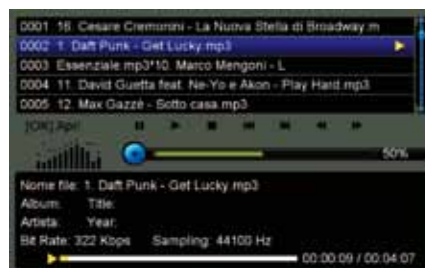 0001 16. Cesare Cremonini - La Nuova Stella di Broadway.m
0002 1. Daft Punk - Get Lucky.mp3
0003 Essenziale.mp3*10. Marco Mengoni - L
0004 11. David Guetta feat. Ne-Yo e Akon - Play Hard.mp3
0005 12. Max Gazzè - Sotto casa.mp3
[OK] Apri
50%
Nome file: 1. Daft Punk - Get Lucky.mp3
Album: Title:
Artista: Year:
Bit Rate: 322 Kbps Sampling: 44100 Hz
00:00:09 / 00:04:07